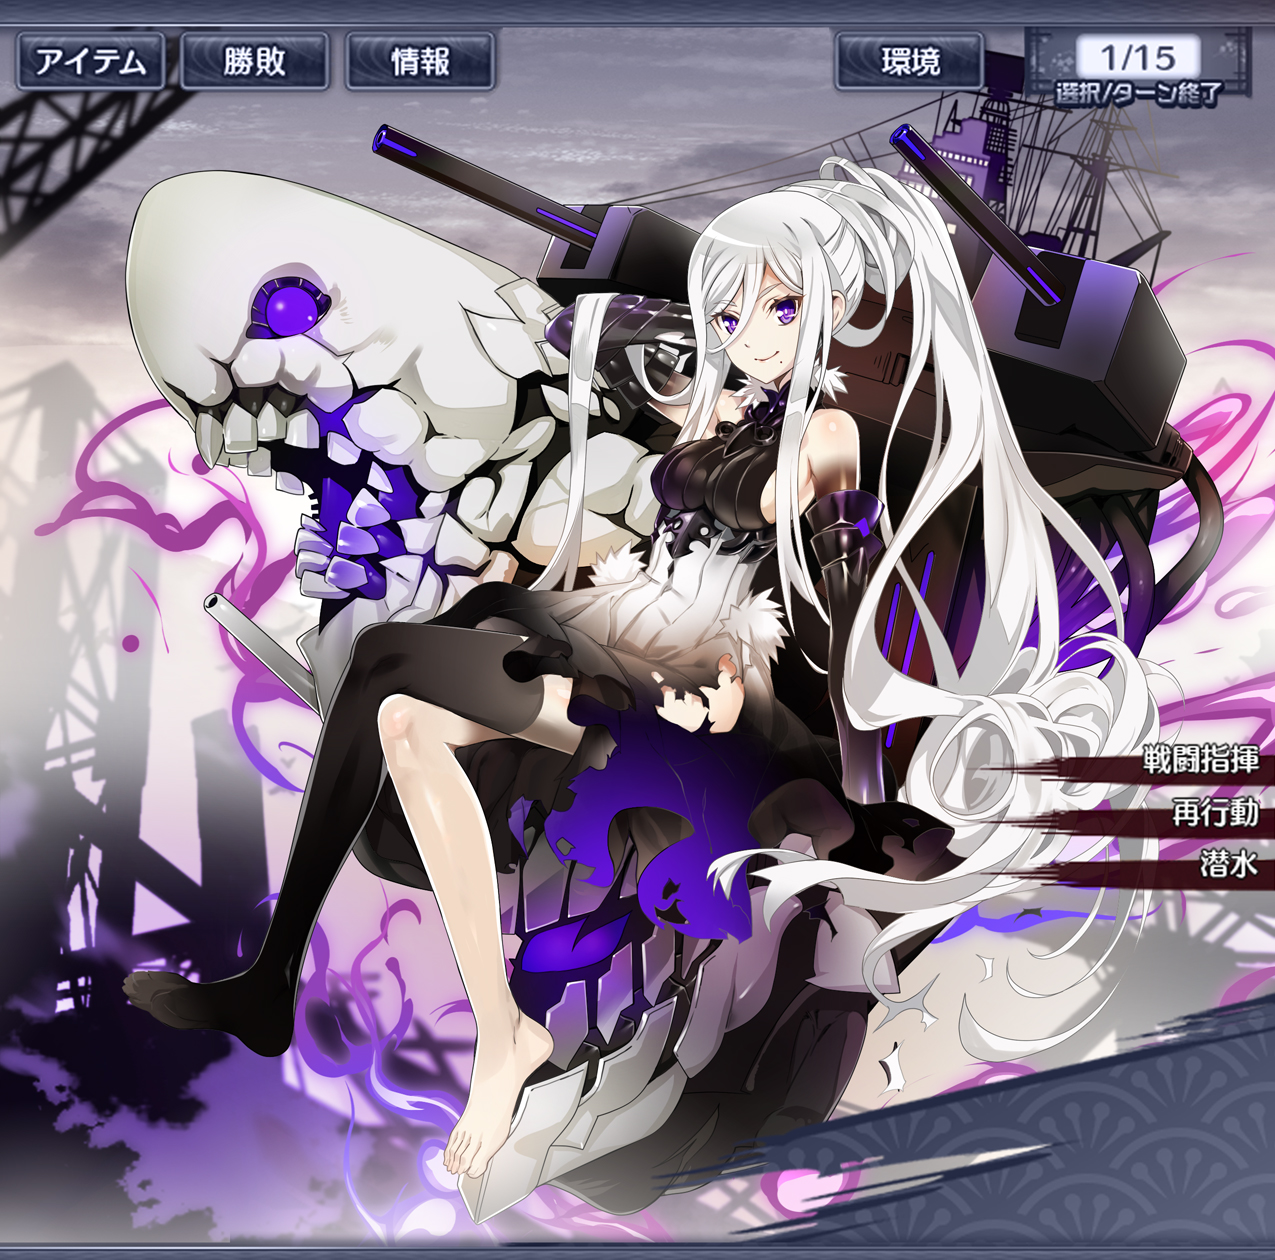 アイテム
勝敗
情報
環境
1/15
選択/ターン終了
戦闘指揮
再行動
潜水